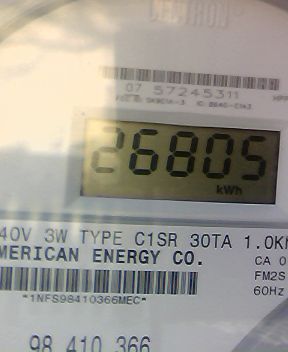 CENTRON
07 57245311
26805
kWh
40V 3W TYPE C1SR 30TA 1.0K
MERICAN ENERGY CO.
CA 0
FM2S
60Hz
*1NFS98410366MEC*
98 410 366